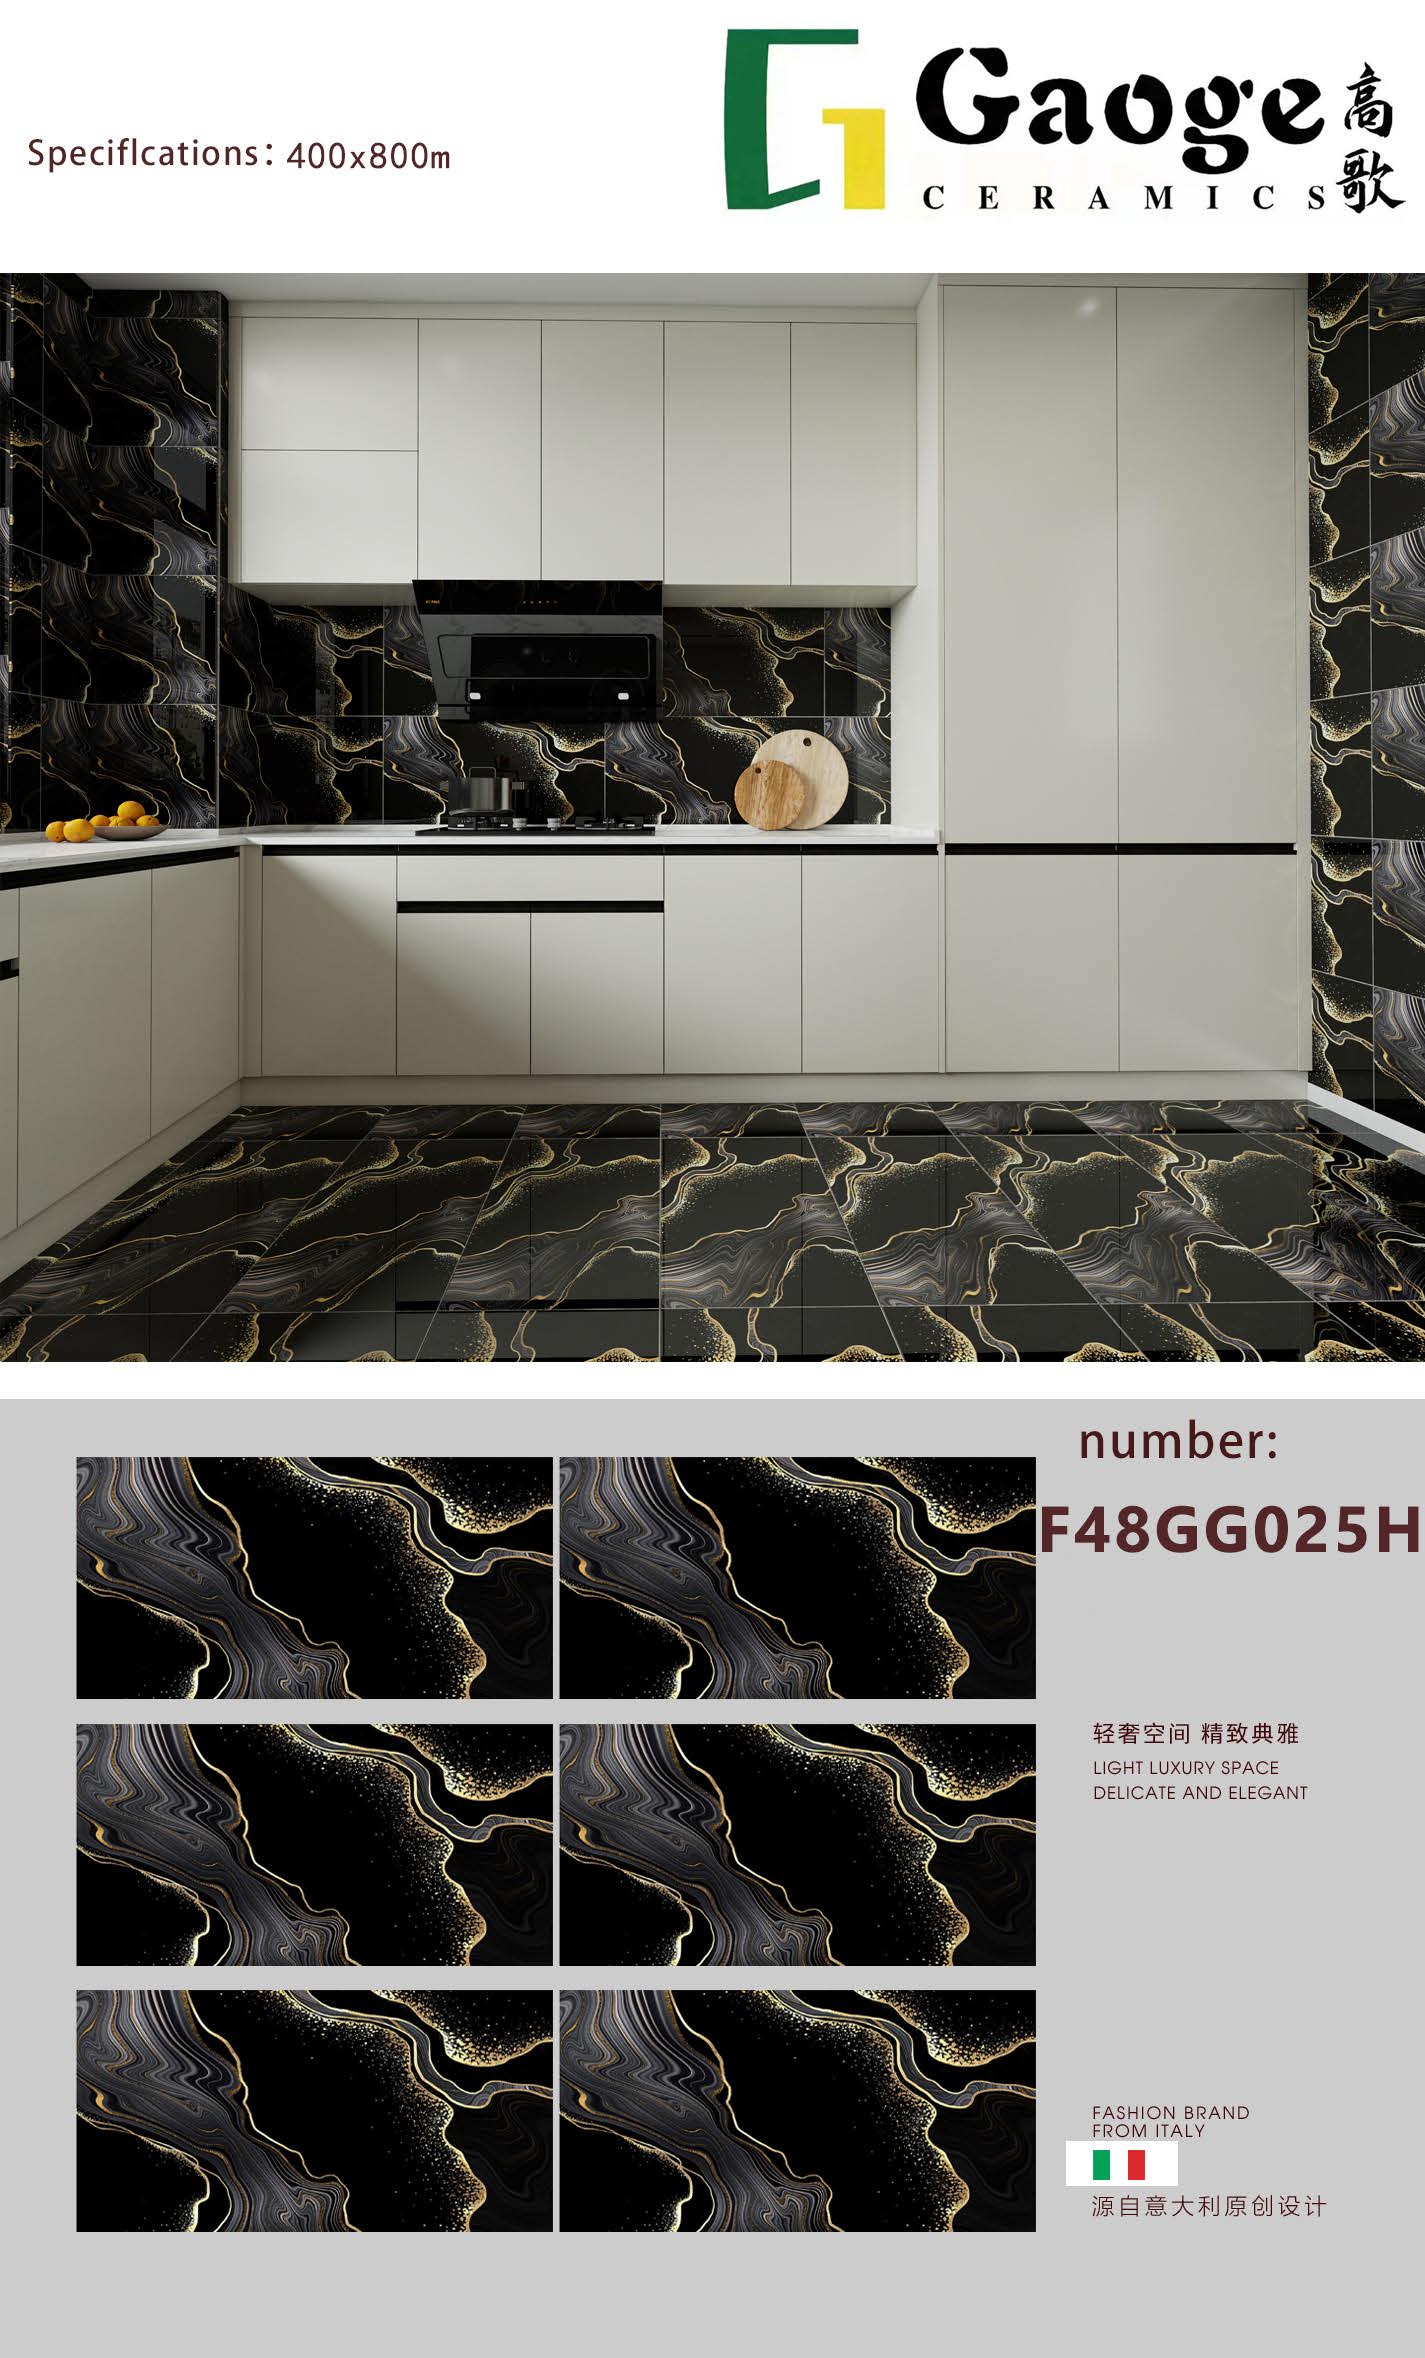 Speciflcations: 400x800m
Gaoge
CERAMICS
高歌
number:
F48GG025H
轻奢空间 精致典雅
LIGHT LUXURY SPACE
DELICATE AND ELEGANT
FASHION BRAND
FROM ITALY
源自意大利原创设计